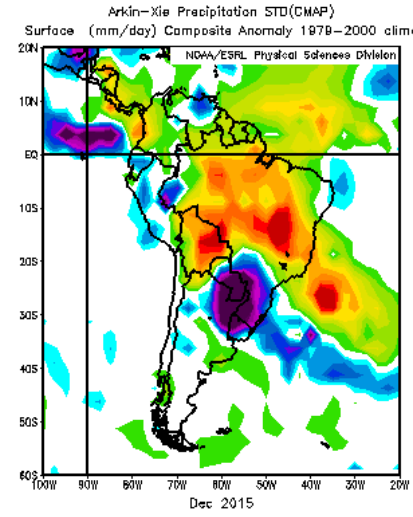 Arkin-Xie Precipitation STD(CMAP)
Surface (mm/day) Composite Anomaly 1979-2000 clim
NOAA/ESRL Physical Sciences Division
20N
10N
EQ
10S
20S
30S
40S
50S
60S
100W 90W 80W 70W 60W 50W 40W 30W 20W
Dec 2015